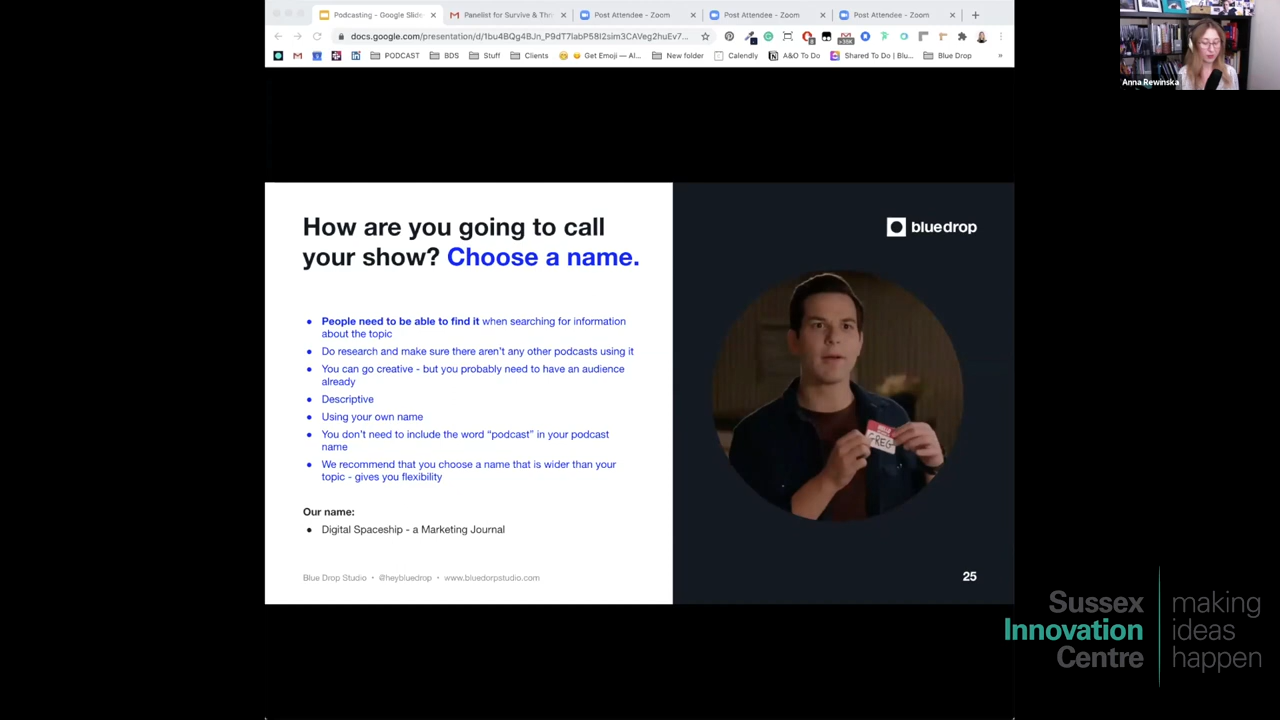 Podcasting - Google Slide
Panelist for Survive & Thr
Post Attendee - Zoom
Post Attendee - Zoom
Post Attendee - Zoom
docs.google.com/presentation/d/1bu4BQg4BJn_P9dT7labP58I2sim3CAVeg2huEv7...
PODCAST
BDS
Stuff
Clients
Get Emoji — Al...
New folder
Calendly
A&O To Do
Shared To Do | Blu...
Blue Drop
»
Anna Rewinska
How are you going to call
your show? Choose a name.
• People need to be able to find it when searching for information
about the topic
• Do research and make sure there aren't any other podcasts using it
• You can go creative - but you probably need to have an audience
already
• Descriptive
• Using your own name
• You don't need to include the word “podcast” in your podcast
name
• We recommend that you choose a name that is wider than your
topic - gives you flexibility
Our name:
• Digital Spaceship - a Marketing Journal
Blue Drop Studio • @heybluedrop • www.bluedorpstudio.com
bluedrop
GREG
25
Sussex
Innovation
Centre
making
ideas
happen